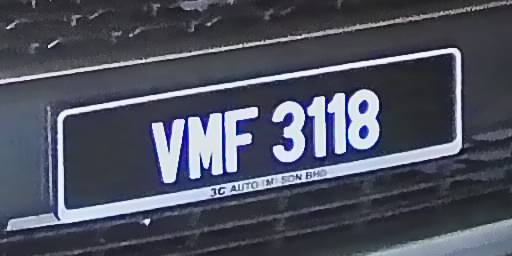 VMF 3118
3C AUTO (M) SDN BHD